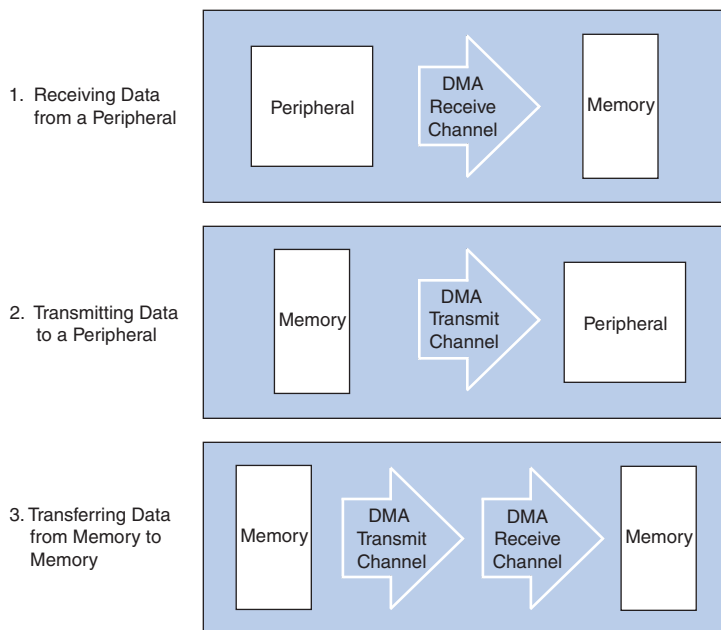 1. Receiving Data
from a Peripheral
Peripheral
DMA
Receive
Channel
Memory
2. Transmitting Data
to a Peripheral
Memory
DMA
Transmit
Channel
Peripheral
3. Transferring Data
from Memory to
Memory
Memory
DMA
Transmit
Channel
DMA
Receive
Channel
Memory